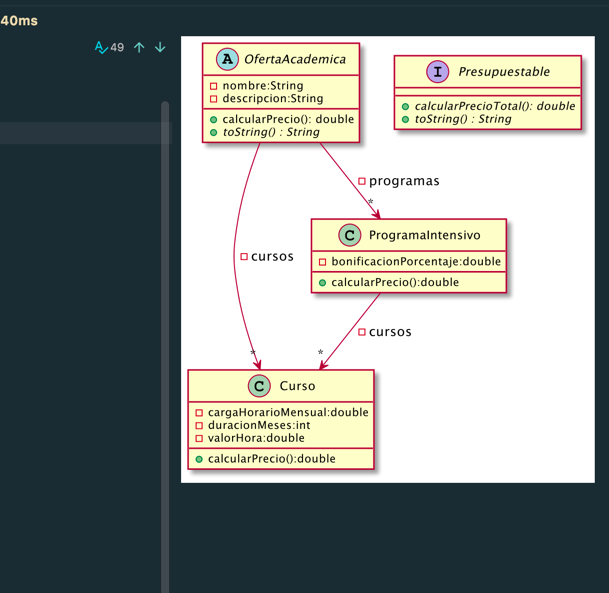 40ms
49
A OfertaAcademica
nombre:String
descripcion:String
calcularPrecio(): double
toString() : String
I Presupuestable
calcularPrecioTotal(): double
toString() : String
programas
*
C ProgramaIntensivo
bonificacionPorcentaje:double
calcularPrecio():double
cursos
cursos
* *
C Curso
cargaHorarioMensual:double
duracionMeses:int
valorHora:double
calcularPrecio():double